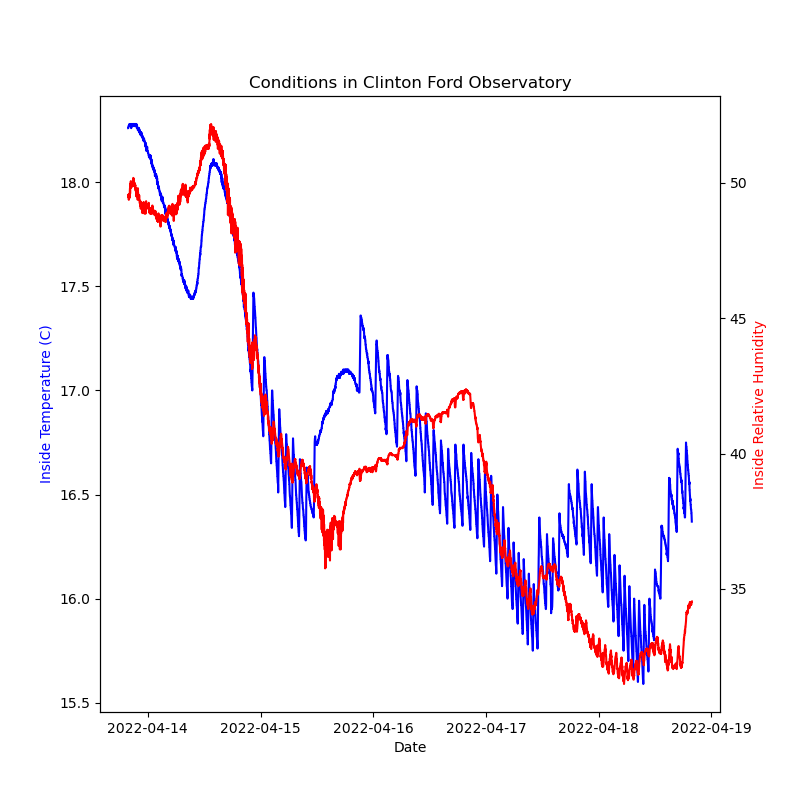 Conditions in Clinton Ford Observatory
18.0
17.5
17.0
16.5
16.0
15.5
Inside Temperature (C)
50
45
40
35
Inside Relative Humidity
2022-04-14 2022-04-15 2022-04-16 2022-04-17 2022-04-18 2022-04-19
Date